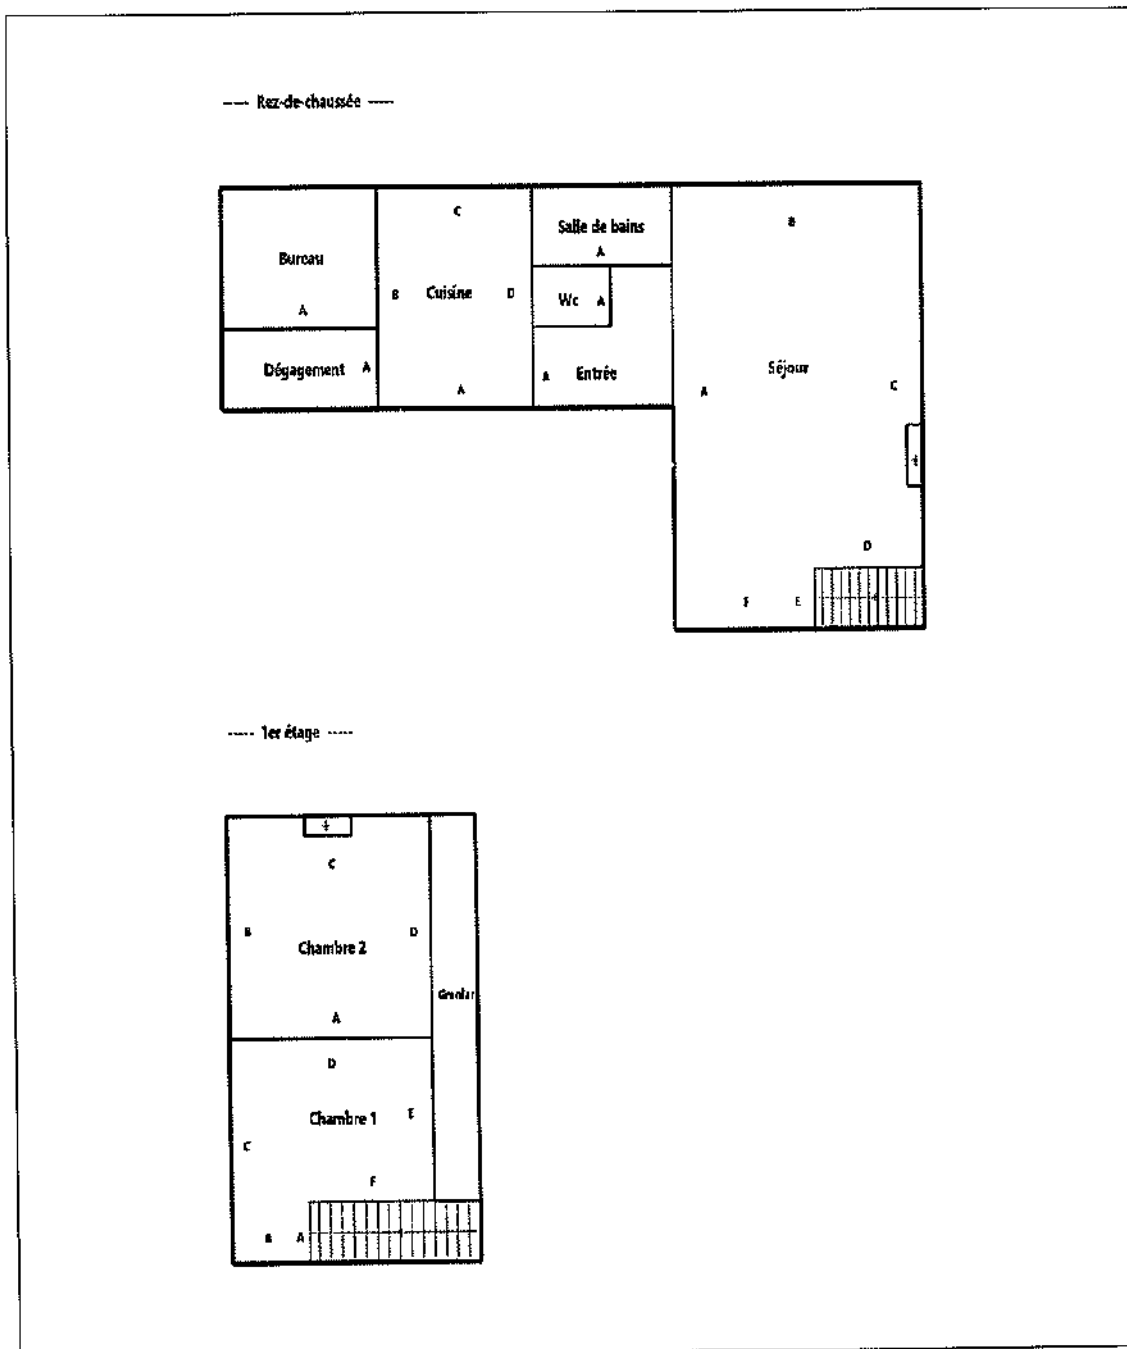 ---- Rez-de-chaussée ----
C
Salle de bains
B
A
Bureau
B
Cuisine
D
Wc
A
A
Dégagement
A
A
A
Entrée
Séjour
A
C
D
F
E
----- 1er étage -----
C
B
D
Chambre 2
A
D
Chambre 1
E
C
F
B
A